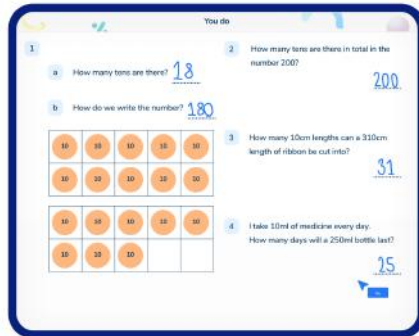 You do
1
a How many tens are there? 18
b How do we write the number? 180
10 10 10 10 10
10 10 10 10 10
10 10 10 10 10
10 10 10
2 How many tens are there in total in the
number 200?
200
3 How many 10cm lengths can a 310cm
length of ribbon be cut into?
31
4 I take 10ml of medicine every day.
How many days will a 250ml bottle last?
25